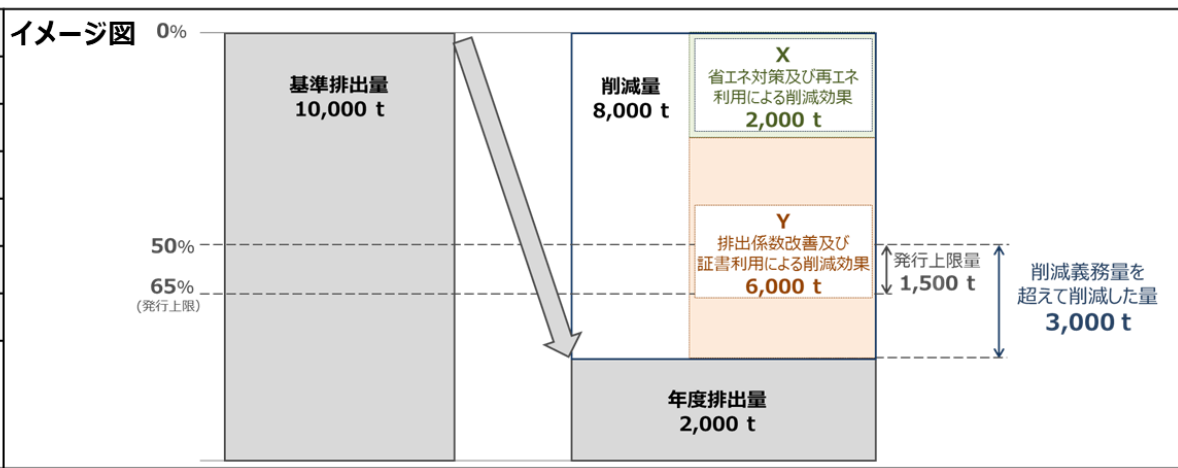 イメージ図
0%
基準排出量
10,000 t
削減量
8,000 t
X
省エネ対策及び再エネ
利用による削減効果
2,000 t
50%
65%
(発行上限)
Y
排出係数改善及び
証書利用による削減効果
6,000 t
発行上限量
1,500 t
削減義務量を
超えて削減した量
3,000 t
年度排出量
2,000 t